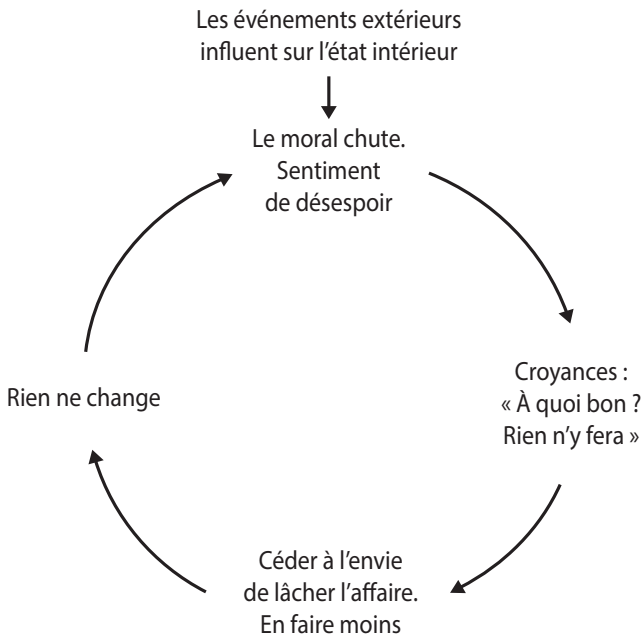 Les événements extérieurs
influent sur l'état intérieur
Le moral chute.
Sentiment
de désespoir
Croyances :
« À quoi bon ?
Rien n'y fera »
Céder à l'envie
de lâcher l'affaire.
En faire moins
Rien ne change